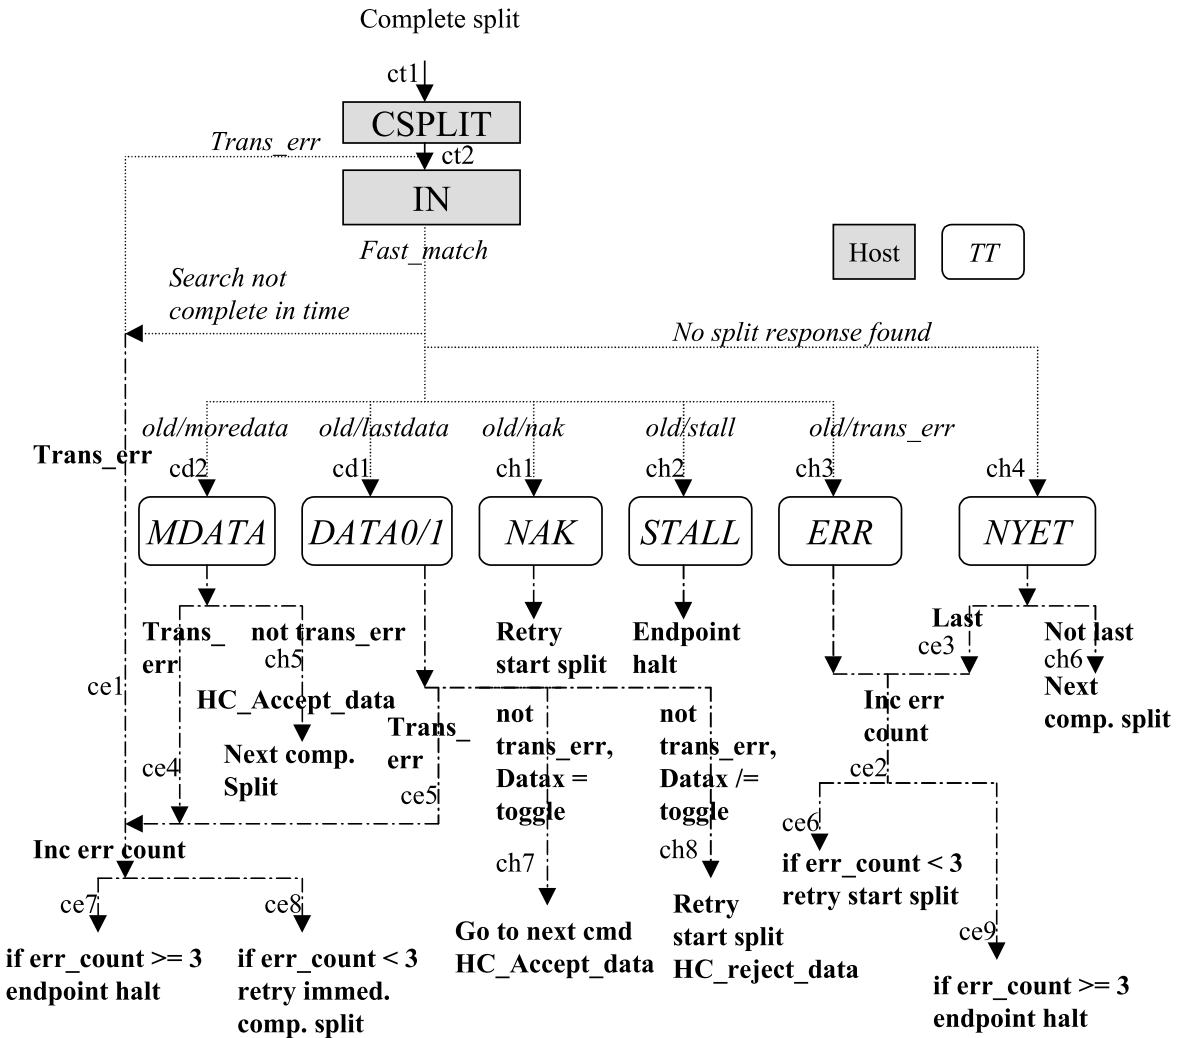 Complete split
ct1
CSPLIT
Trans_err
ct2
IN
Fast_match
Host
TT
Search not
complete in time
No split response found
old/moredata
old/lastdata
old/nak
old/stall
old/trans_err
Trans_err
cd2
cd1
ch1
ch2
ch3
ch4
MDATA
DATA0/1
NAK
STALL
ERR
NYET
Trans_
err
not trans_err
ch5
HC_Accept_data
Next comp.
Split
Retry
start split
Endpoint
halt
Last
ce3
Not last
ch6
Next
comp. split
ce1
ce4
Trans_
err
ce5
not
trans_err,
Datax =
toggle
ch7
not
trans_err,
Datax /=
toggle
ch8
Inc err
count
ce2
ce6
if err_count < 3
retry start split
Inc err count
ce7
ce8
Go to next cmd
HC_Accept_data
Retry
start split
HC_reject_data
ce9
if err_count >= 3
endpoint halt
if err_count < 3
retry immed.
comp. split
if err_count >= 3
endpoint halt